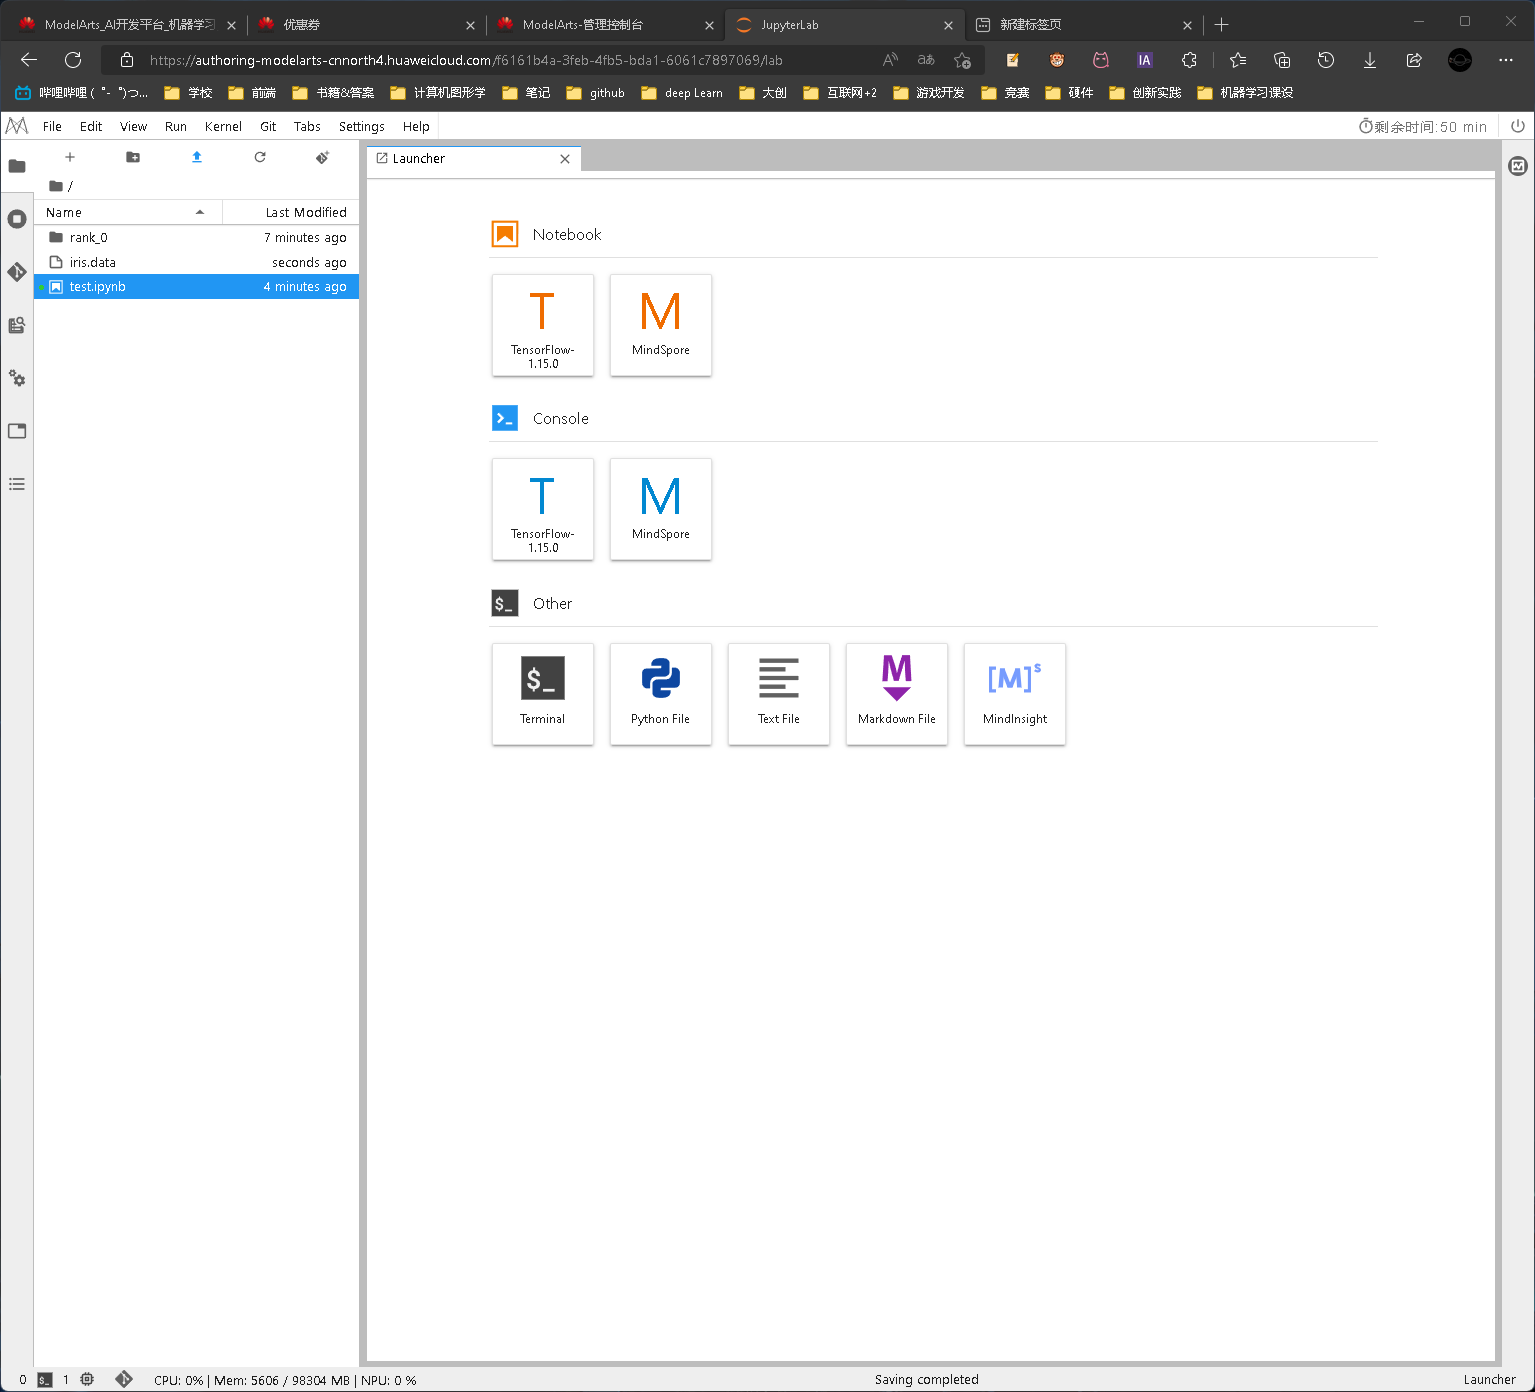 ModelArts_AI开发平台_机器学习
优惠券
ModelArts-管理控制台
JupyterLab
新建标签页
https://authoring-modelarts-cnnorth4.huaweicloud.com/f6161b4a-3feb-4fb5-bda1-6061c7897069/lab
哔哩哔哩 ( ゜- ゜)つ...
学校
前端
书籍&答案
计算机图形学
笔记
github
deep Learn
大创
互联网+2
游戏开发
竞赛
硬件
创新实践
机器学习课设
File Edit View Run Kernel Git Tabs Settings Help
剩余时间:50 min
Launcher
/
Name Last Modified
rank_0 7 minutes ago
iris.data seconds ago
test.ipynb 4 minutes ago
Notebook
T
TensorFlow-
1.15.0
M
MindSpore
Console
T
TensorFlow-
1.15.0
M
MindSpore
$_ Other
$_
Terminal
Python File
Text File
M
Markdown File
[M]s
MindInsight
0 $_ 1 CPU: 0% | Mem: 5606 / 98304 MB | NPU: 0 %
Saving completed
Launcher